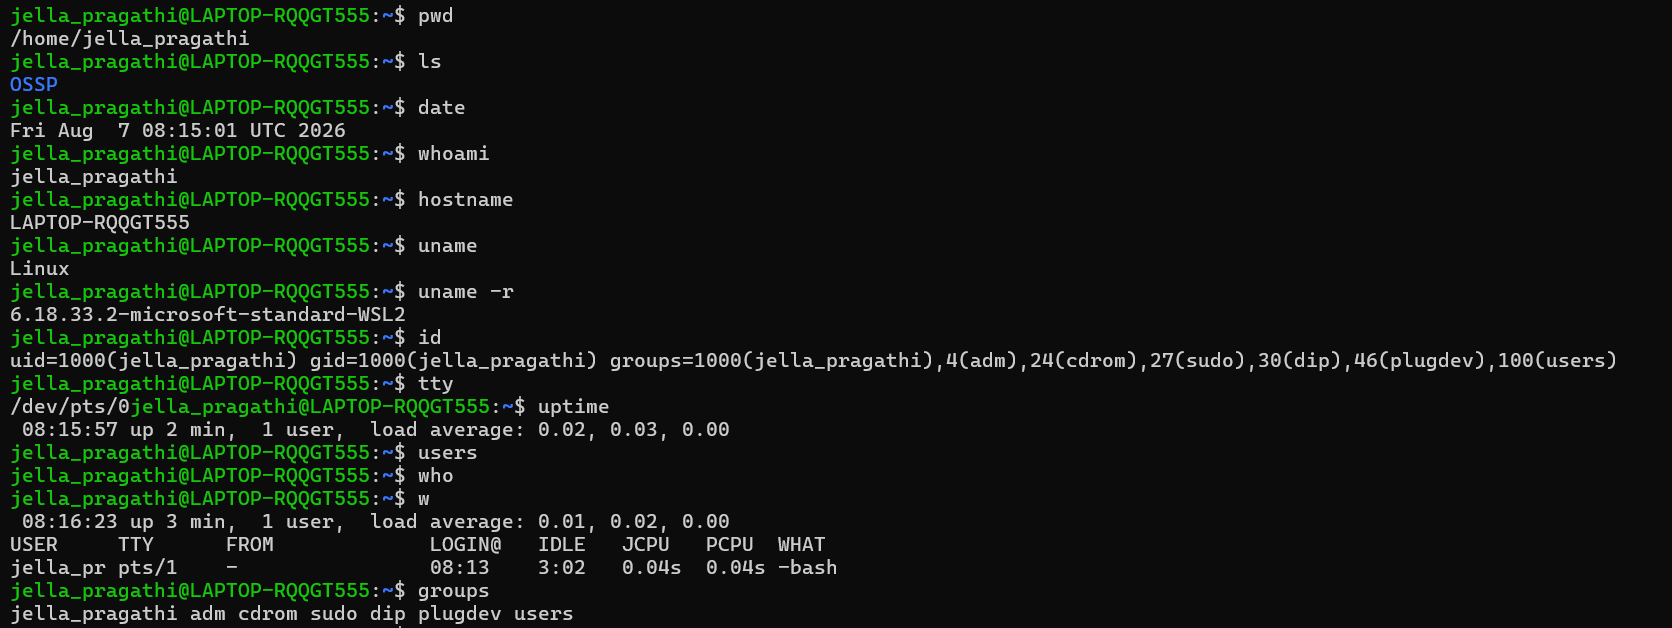 jella_pragathi@LAPTOP-RQQGT555:~$ pwd
/home/jella_pragathi
jella_pragathi@LAPTOP-RQQGT555:~$ ls
OSSP
jella_pragathi@LAPTOP-RQQGT555:~$ date
Fri Aug  7 08:15:01 UTC 2026
jella_pragathi@LAPTOP-RQQGT555:~$ whoami
jella_pragathi
jella_pragathi@LAPTOP-RQQGT555:~$ hostname
LAPTOP-RQQGT555
jella_pragathi@LAPTOP-RQQGT555:~$ uname
Linux
jella_pragathi@LAPTOP-RQQGT555:~$ uname -r
6.18.33.2-microsoft-standard-WSL2
jella_pragathi@LAPTOP-RQQGT555:~$ id
uid=1000(jella_pragathi) gid=1000(jella_pragathi) groups=1000(jella_pragathi),4(adm),24(cdrom),27(sudo),30(dip),46(plugdev),100(users)
jella_pragathi@LAPTOP-RQQGT555:~$ tty
/dev/pts/0jella_pragathi@LAPTOP-RQQGT555:~$ uptime
 08:15:57 up 2 min,  1 user,  load average: 0.02, 0.03, 0.00
jella_pragathi@LAPTOP-RQQGT555:~$ users
jella_pragathi@LAPTOP-RQQGT555:~$ who
jella_pragathi@LAPTOP-RQQGT555:~$ w
 08:16:23 up 3 min,  1 user,  load average: 0.01, 0.02, 0.00
USER     TTY      FROM             LOGIN@   IDLE   JCPU   PCPU  WHAT
jella_pr pts/1    -                08:13    3:02   0.04s  0.04s -bash
jella_pragathi@LAPTOP-RQQGT555:~$ groups
jella_pragathi adm cdrom sudo dip plugdev users